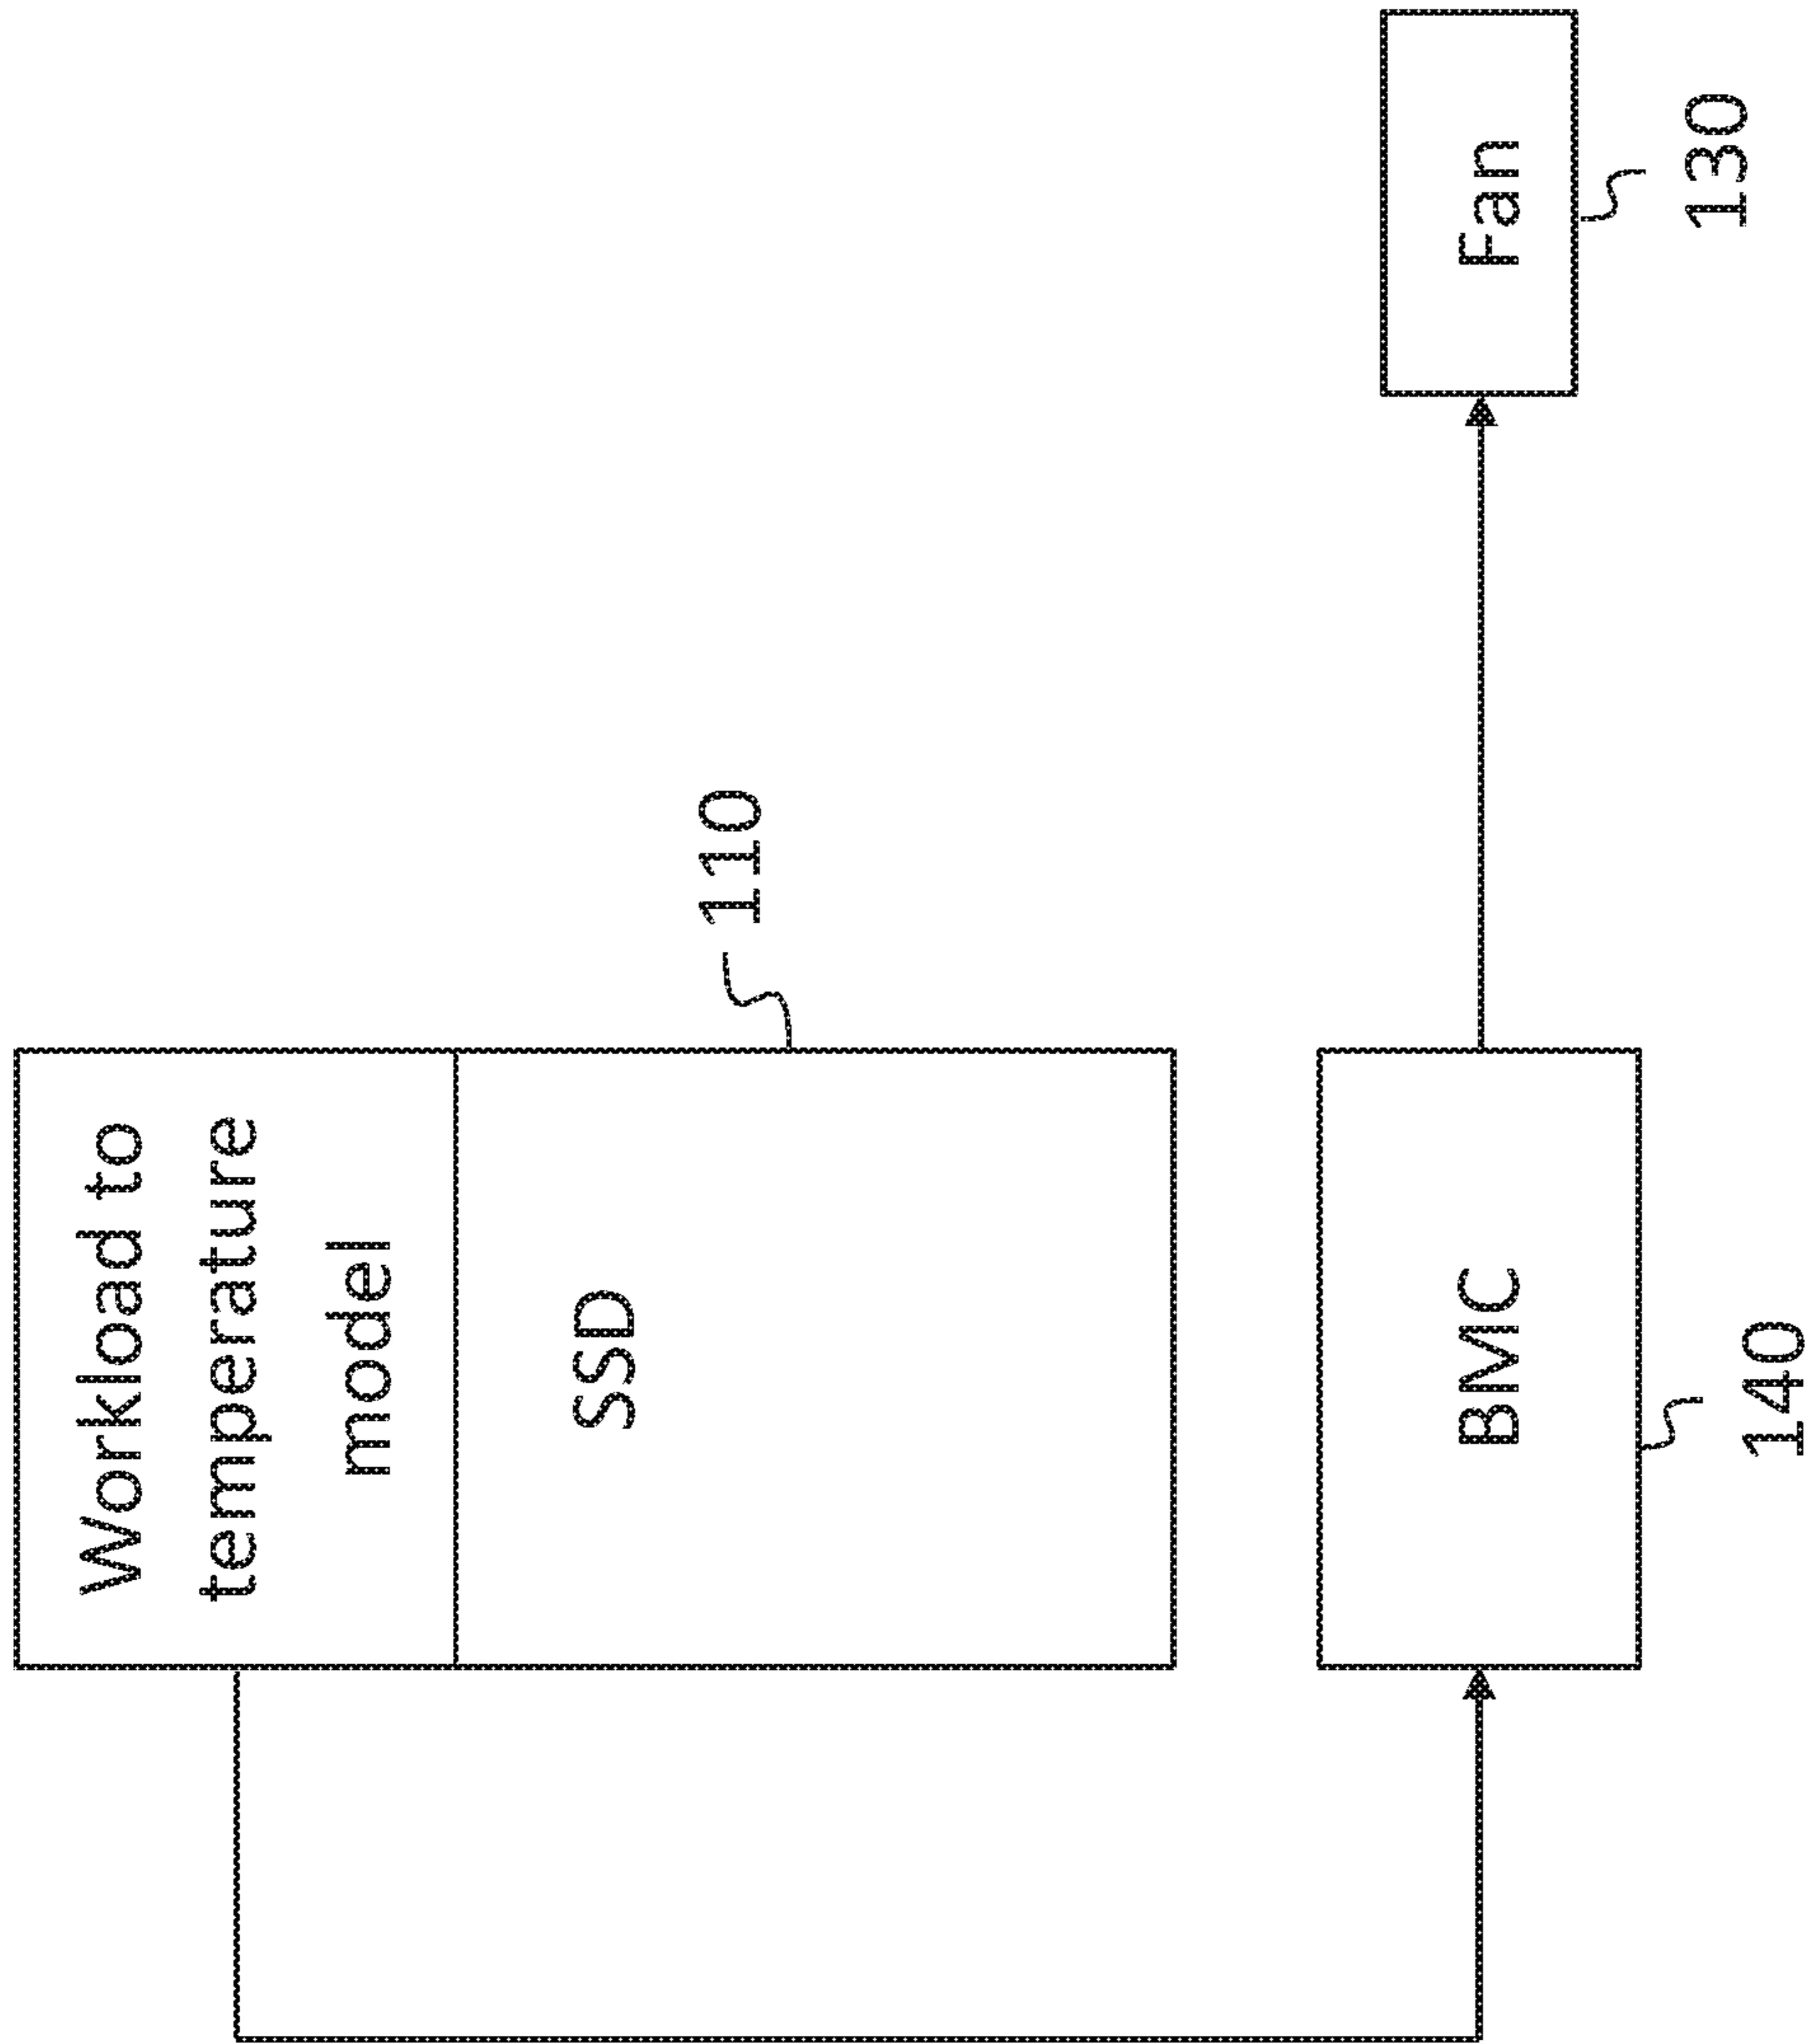 Workload to
temperature
model
SSD
110
BMC
140
Fan
130